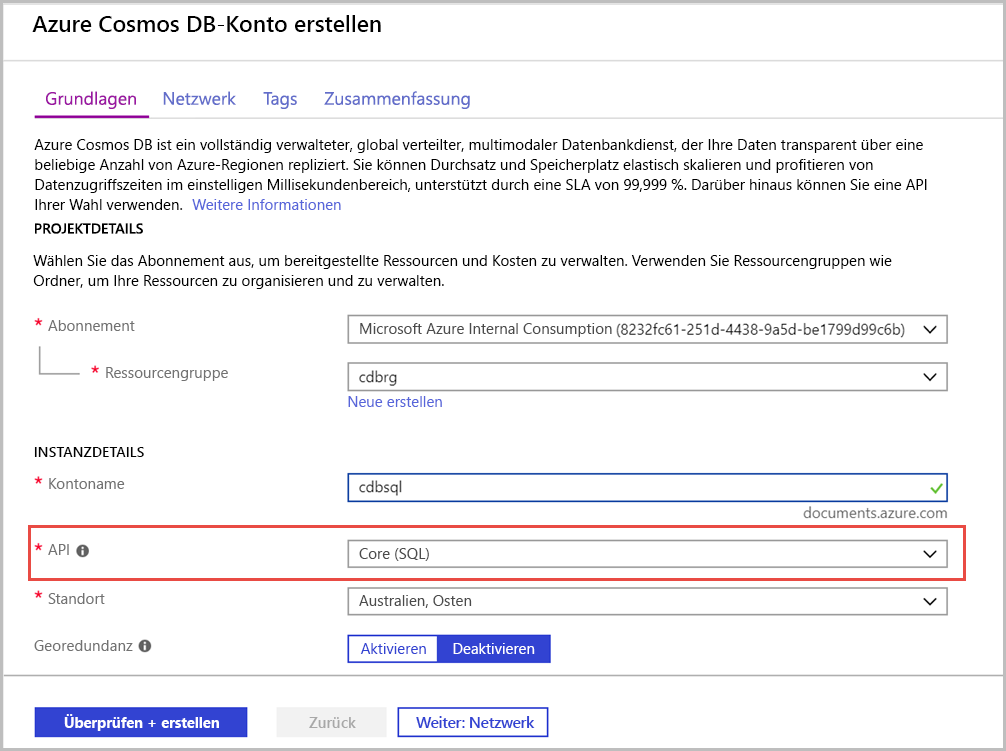 Azure Cosmos DB-Konto erstellen
Grundlagen Netzwerk Tags Zusammenfassung
Azure Cosmos DB ist ein vollständig verwalteter, global verteilter, multimodaler Datenbankdienst, der Ihre Daten transparent über eine
beliebige Anzahl von Azure-Regionen repliziert. Sie können Durchsatz und Speicherplatz elastisch skalieren und profitieren von
Datenzugriffszeiten im einstelligen Millisekundenbereich, unterstützt durch eine SLA von 99,999 %. Darüber hinaus können Sie eine API
Ihrer Wahl verwenden. Weitere Informationen
PROJEKTDETAILS
Wählen Sie das Abonnement aus, um bereitgestellte Ressourcen und Kosten zu verwalten. Verwenden Sie Ressourcengruppen wie
Ordner, um Ihre Ressourcen zu organisieren und zu verwalten.
* Abonnement Microsoft Azure Internal Consumption (8232fc61-251d-4438-9a5d-be1799d99c6b)
* Ressourcengruppe cdbrg
Neue erstellen
INSTANZDETAILS
* Kontoname cdbsql
documents.azure.com
* API Core (SQL)
* Standort Australien, Osten
Georedundanz Aktivieren Deaktivieren
Überprüfen + erstellen Zurück Weiter: Netzwerk